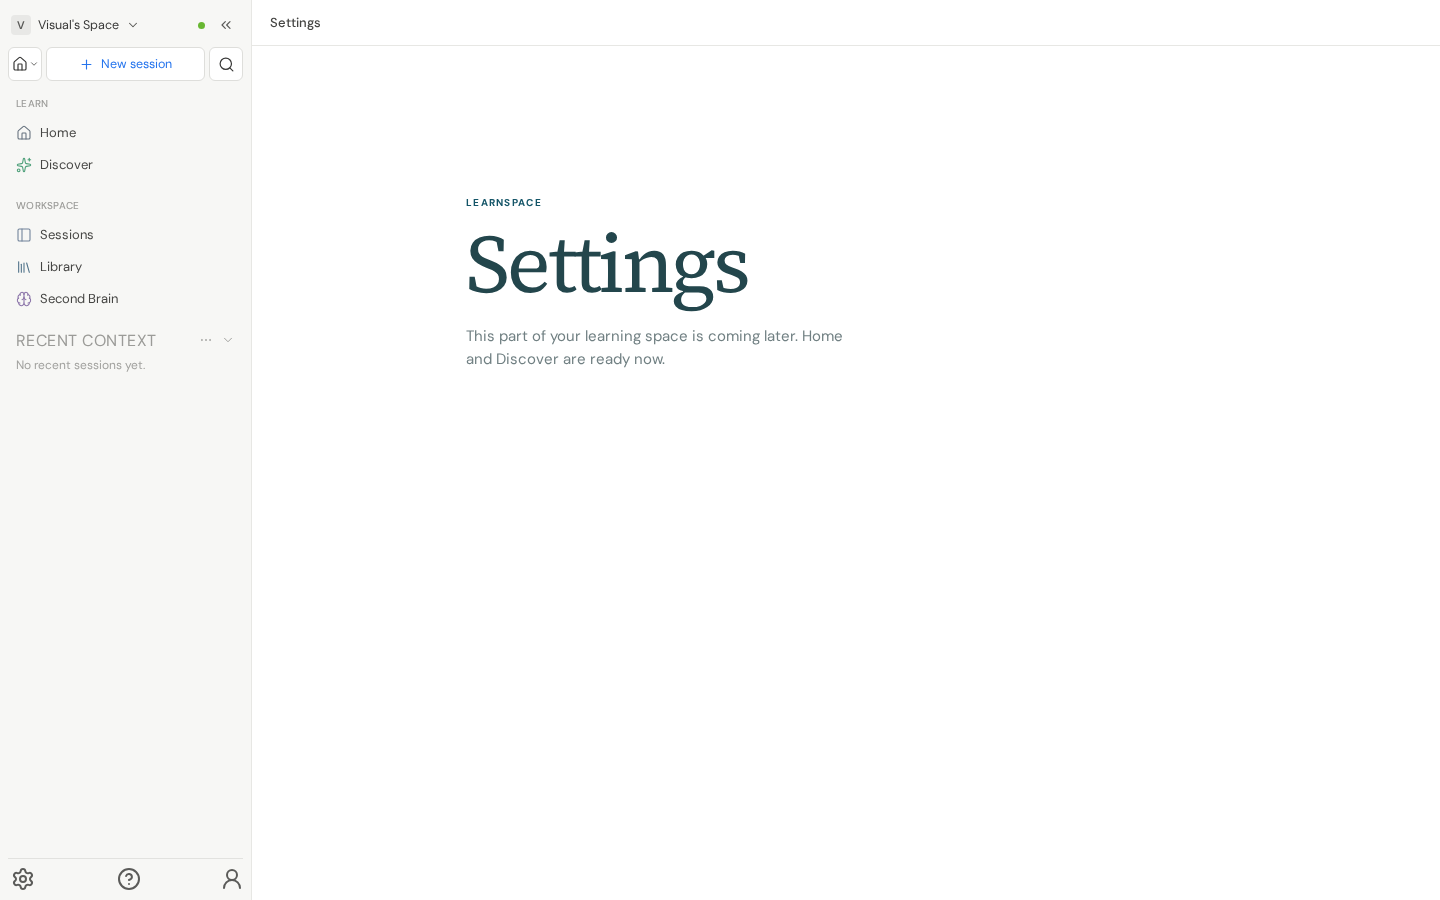 V Visual's Space
New session
LEARN
Home
Discover
WORKSPACE
Sessions
Library
Second Brain
RECENT CONTEXT
No recent sessions yet.
Settings
LEARNSPACE
Settings
This part of your learning space is coming later. Home
and Discover are ready now.